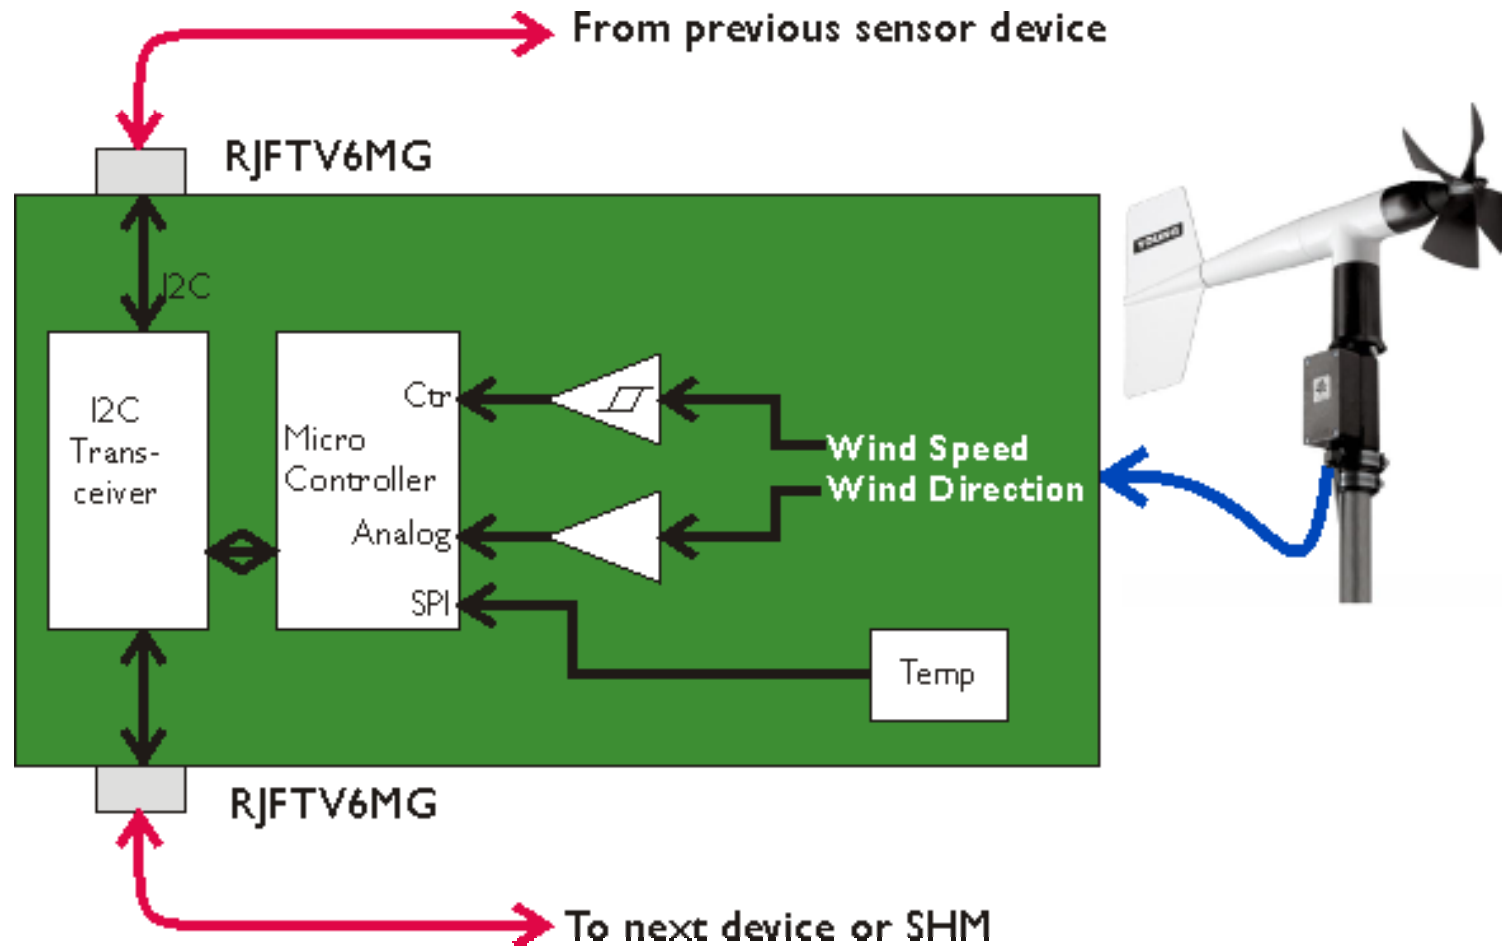 From previous sensor device
RJFTV6MG
YOUNG
I2C
I2C
Trans-
ceiver
Micro
Controller
Ctr
Analog
SPI
Wind Speed
Wind Direction
Temp
RJFTV6MG
To next device or SHM